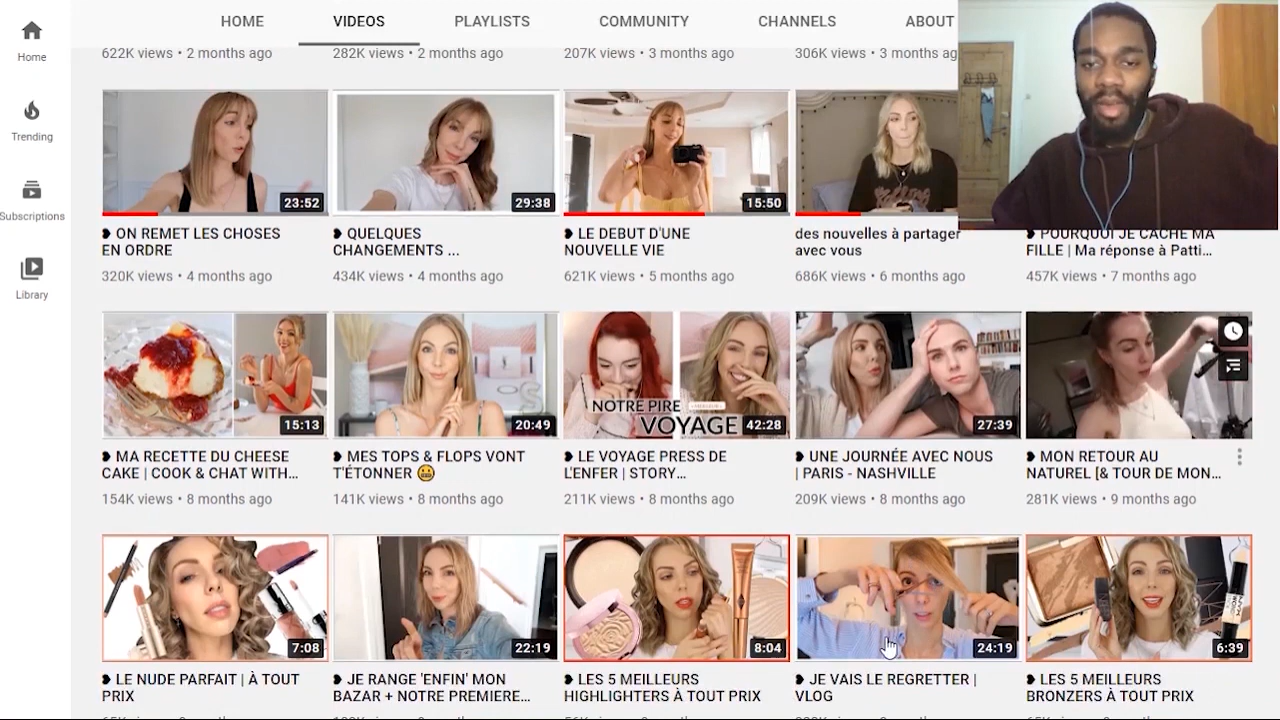 HOME VIDEOS PLAYLISTS COMMUNITY CHANNELS ABOUT
Home
Trending
Subscriptions
Library
622K views • 2 months ago
282K views • 2 months ago
207K views • 3 months ago
306K views • 3 months ag
23:52
29:38
15:50
❥ ON REMET LES CHOSES
EN ORDRE
320K views • 4 months ago
❥ QUELQUES
CHANGEMENTS ...
434K views • 4 months ago
❥ LE DEBUT D'UNE
NOUVELLE VIE
621K views • 5 months ago
des nouvelles à partager
avec vous
686K views • 6 months ago
❥ POURQUOI JE CACHE MA
FILLE | Ma réponse à Patti...
457K views • 7 months ago
15:13
20:49
NOTRE PIRE
VOYAGE
42:28
27:39
❥ MA RECETTE DU CHEESE
CAKE | COOK & CHAT WITH...
154K views • 8 months ago
❥ MES TOPS & FLOPS VONT
T'ÉTONNER 😬
141K views • 8 months ago
❥ LE VOYAGE PRESS DE
L'ENFER | STORY...
211K views • 8 months ago
❥ UNE JOURNÉE AVEC NOUS
| PARIS - NASHVILLE
209K views • 8 months ago
❥ MON RETOUR AU
NATUREL [& TOUR DE MON...
281K views • 9 months ago
7:08
22:19
8:04
24:19
6:39
❥ LE NUDE PARFAIT | À TOUT
PRIX
❥ JE RANGE 'ENFIN' MON
BAZAR + NOTRE PREMIERE...
❥ LES 5 MEILLEURS
HIGHLIGHTERS À TOUT PRIX
❥ JE VAIS LE REGRETTER |
VLOG
❥ LES 5 MEILLEURS
BRONZERS À TOUT PRIX